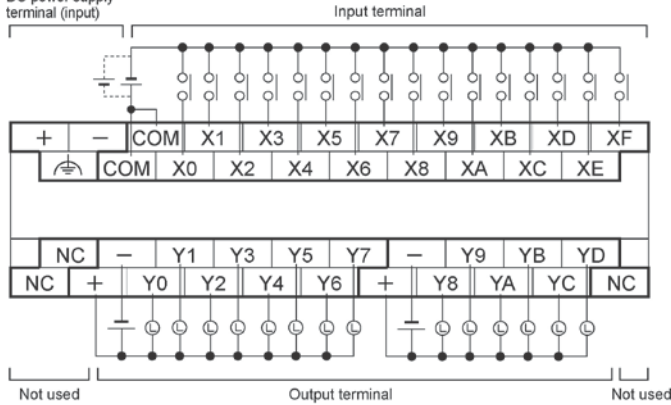 DC power supply
terminal (input)
Input terminal
+ − COM X1 X3 X5 X7 X9 XB XD XF
COM X0 X2 X4 X6 X8 XA XC XE
NC − Y1 Y3 Y5 Y7 − Y9 YB YD
NC + Y0 Y2 Y4 Y6 + Y8 YA YC NC
L L L L L L L L L L L L L L
Not used
Output terminal
Not used